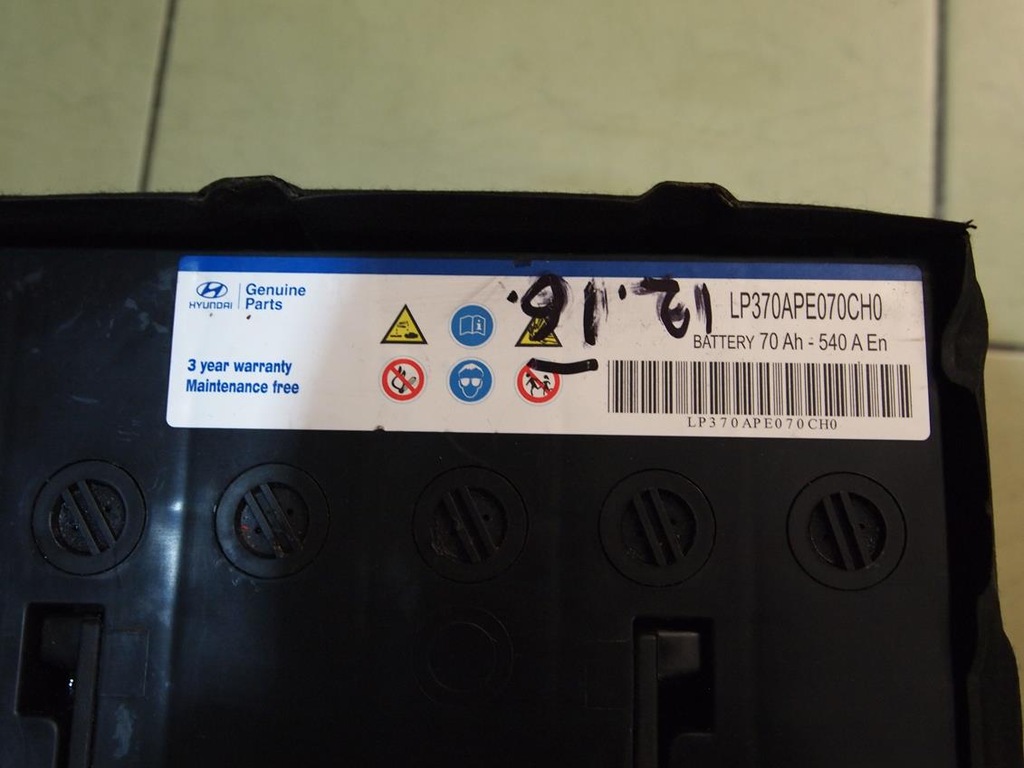 HYUNDAI
Genuine
Parts
3 year warranty
Maintenance free
LP370APE070CH0
BATTERY 70 Ah - 540 A En
LP370APE070CH0